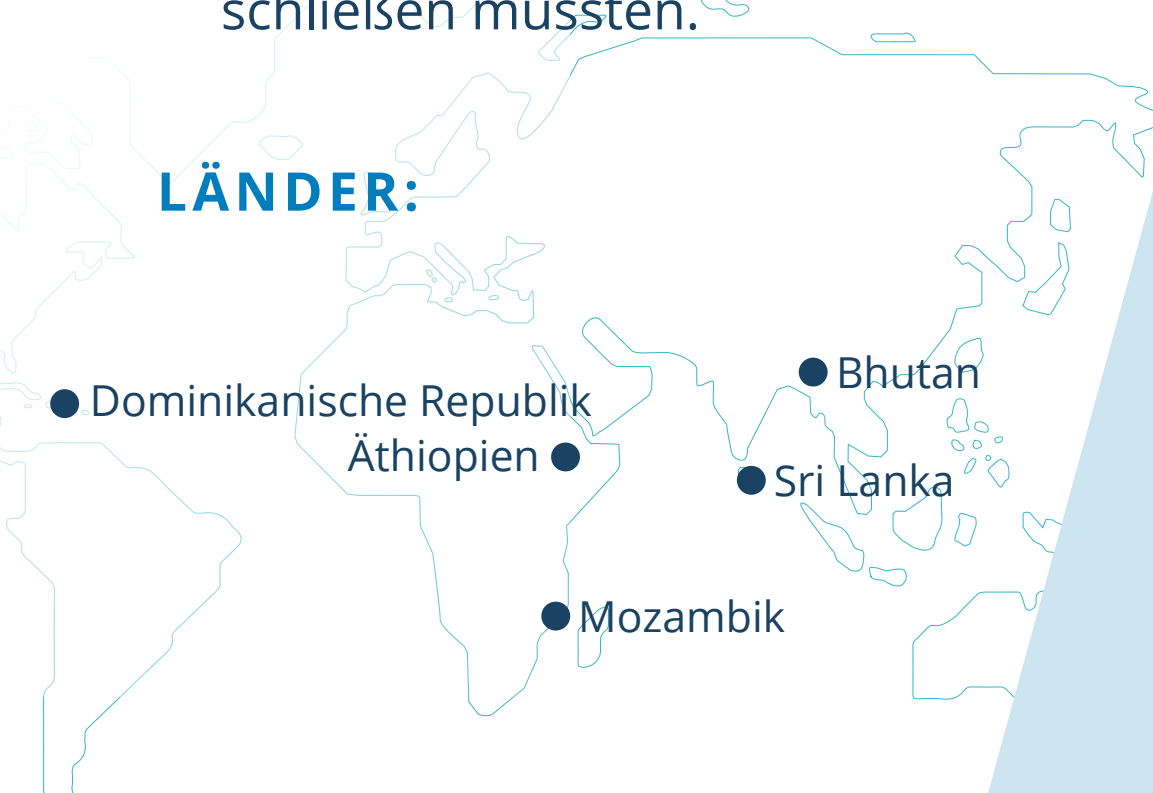 schließen mussten.
LÄNDER:
Bhutan
Dominikanische Republik
Äthiopien
Sri Lanka
Mozambik